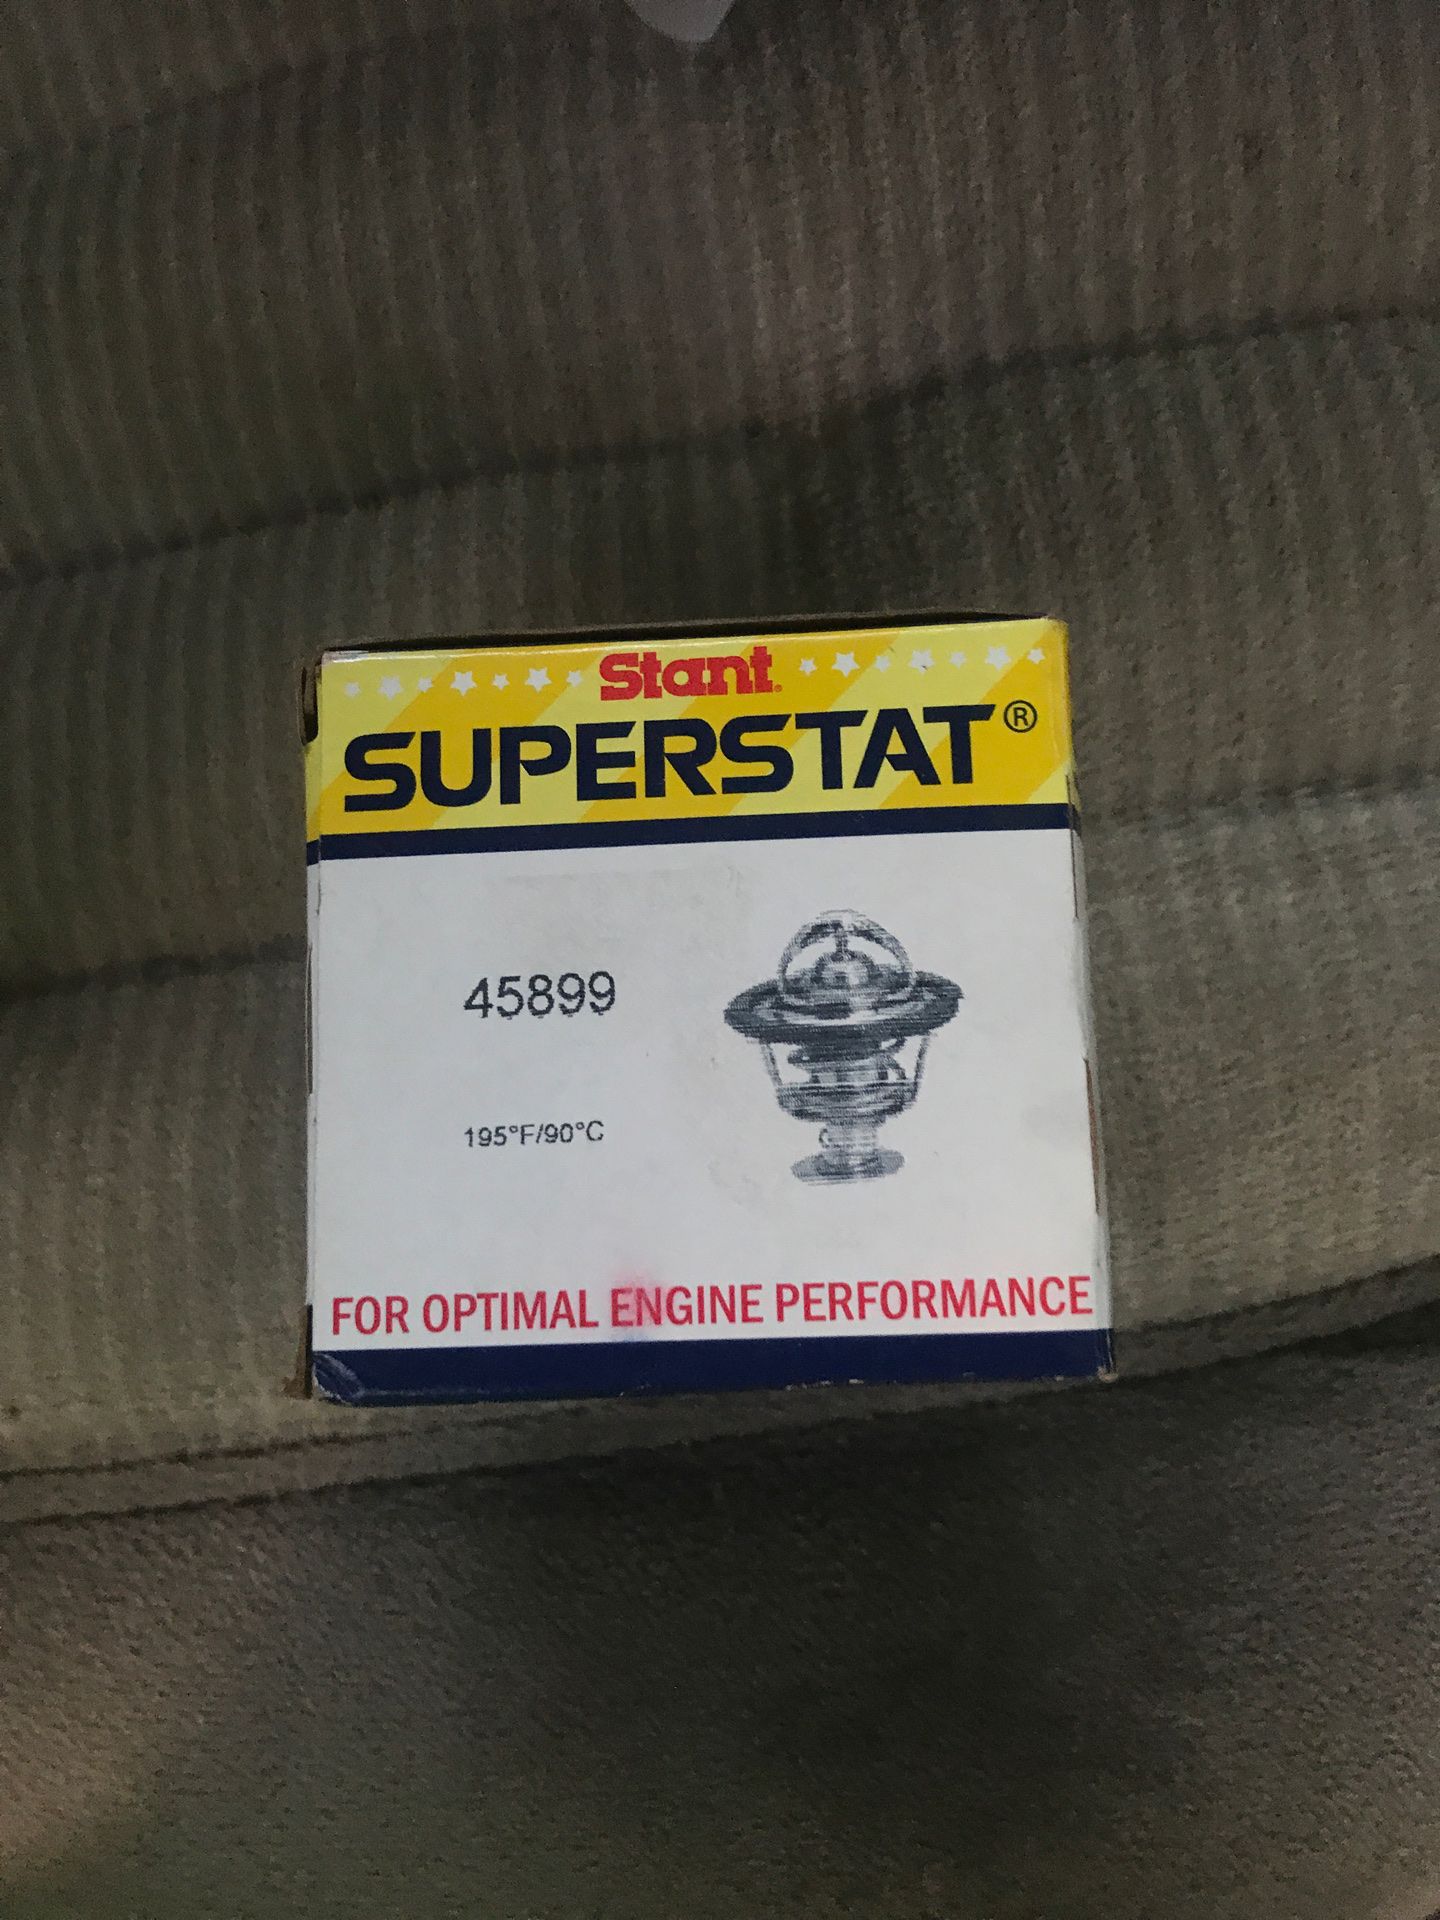 Stant
SUPERSTAT®
45899
195°F/90°C
FOR OPTIMAL ENGINE PERFORMANCE